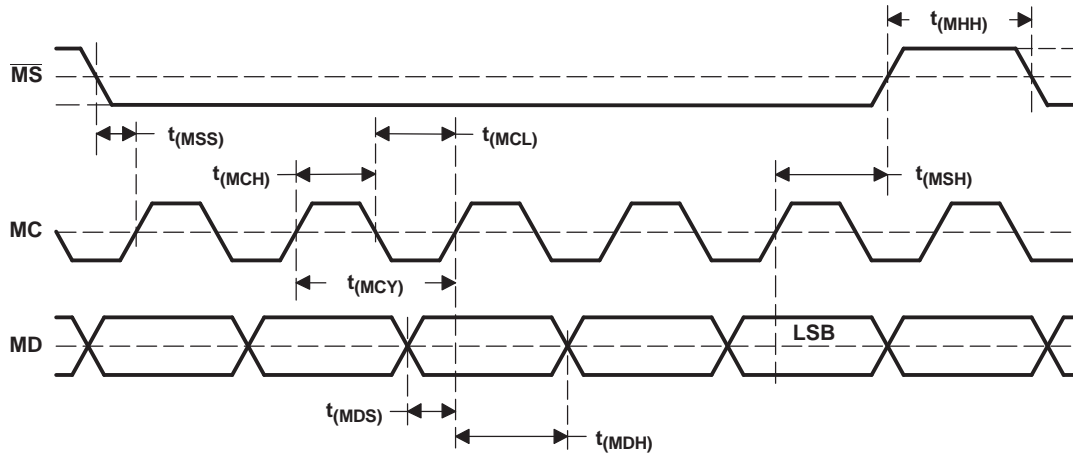 t(MHH)
MS
t(MSS)
t(MCL)
t(MCH)
t(MSH)
MC
t(MCY)
MD
LSB
t(MDS)
t(MDH)